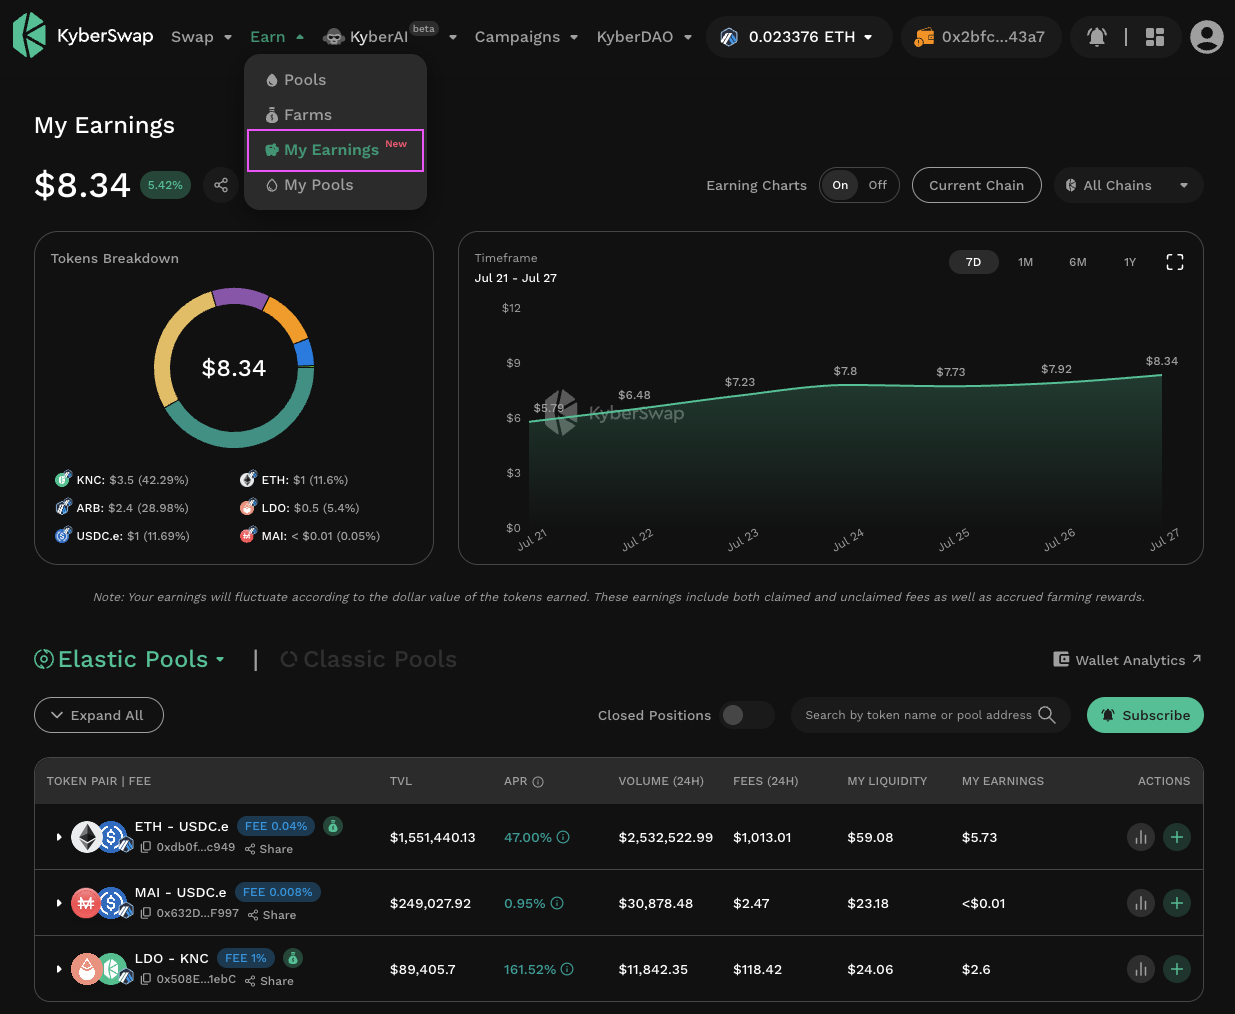 KyberSwap Swap Earn KyberAI beta Campaigns KyberDAO 0.023376 ETH 0x2bfc...43a7
Pools
Farms
My Earnings New
My Pools
My Earnings
$8.34 5.42%
Earning Charts On Off Current Chain All Chains
Tokens Breakdown
$8.34
KNC: $3.5 (42.29%) ETH: $1 (11.6%)
ARB: $2.4 (28.98%) LDO: $0.5 (5.4%)
USDC.e: $1 (11.69%) MAI: < $0.01 (0.05%)
Timeframe
Jul 21 - Jul 27
7D 1M 6M 1Y
$12
$9
$6
$3
$0
$5.79 $6.48 $7.23 $7.8 $7.73 $7.92 $8.34
KyberSwap
Jul 21 Jul 22 Jul 23 Jul 24 Jul 25 Jul 26 Jul 27
Note: Your earnings will fluctuate according to the dollar value of the tokens earned. These earnings include both claimed and unclaimed fees as well as accrued farming rewards.
Elastic Pools | Classic Pools Wallet Analytics ↗
Expand All Closed Positions Search by token name or pool address Subscribe
TOKEN PAIR | FEE TVL APR VOLUME (24H) FEES (24H) MY LIQUIDITY MY EARNINGS ACTIONS
ETH - USDC.e FEE 0.04%
0xdb0f...c949 Share
$1,551,440.13 47.00% $2,532,522.99 $1,013.01 $59.08 $5.73
MAI - USDC.e FEE 0.008%
0x632D...F997 Share
$249,027.92 0.95% $30,878.48 $2.47 $23.18 <$0.01
LDO - KNC FEE 1%
0x508E...1ebC Share
$89,405.7 161.52% $11,842.35 $118.42 $24.06 $2.6